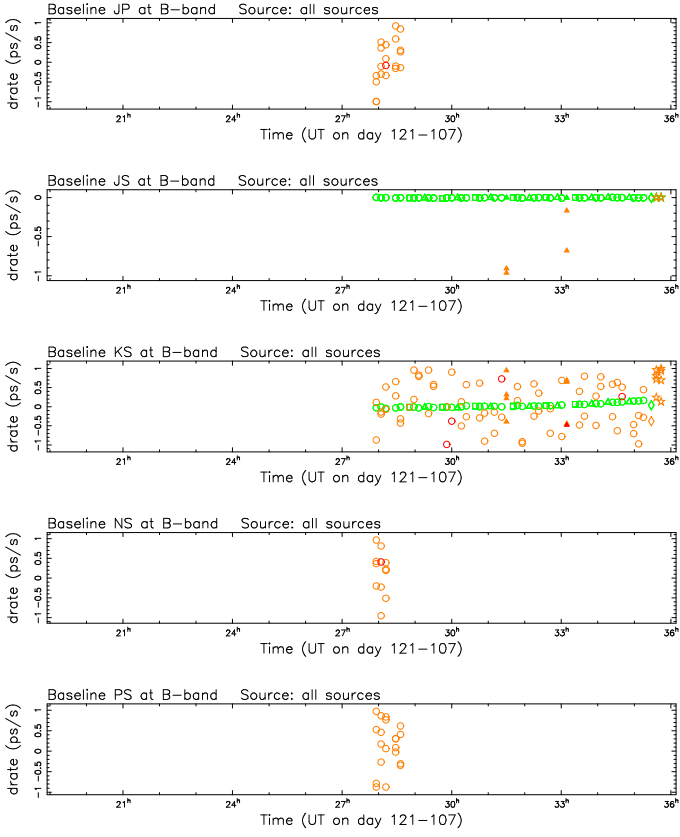 Baseline JP at B-band Source: all sources
drate (ps/s)
1
0.5
0
−0.5
−1
21h 24h 27h 30h 33h 36h
Time (UT on day 121−107)
Baseline JS at B-band Source: all sources
drate (ps/s)
0
−0.5
−1
21h 24h 27h 30h 33h 36h
Time (UT on day 121−107)
Baseline KS at B-band Source: all sources
drate (ps/s)
1
0.5
0
−0.5
−1
21h 24h 27h 30h 33h 36h
Time (UT on day 121−107)
Baseline NS at B-band Source: all sources
drate (ps/s)
1
0.5
0
−0.5
−1
21h 24h 27h 30h 33h 36h
Time (UT on day 121−107)
Baseline PS at B-band Source: all sources
drate (ps/s)
1
0.5
0
−0.5
−1
21h 24h 27h 30h 33h 36h
Time (UT on day 121−107)